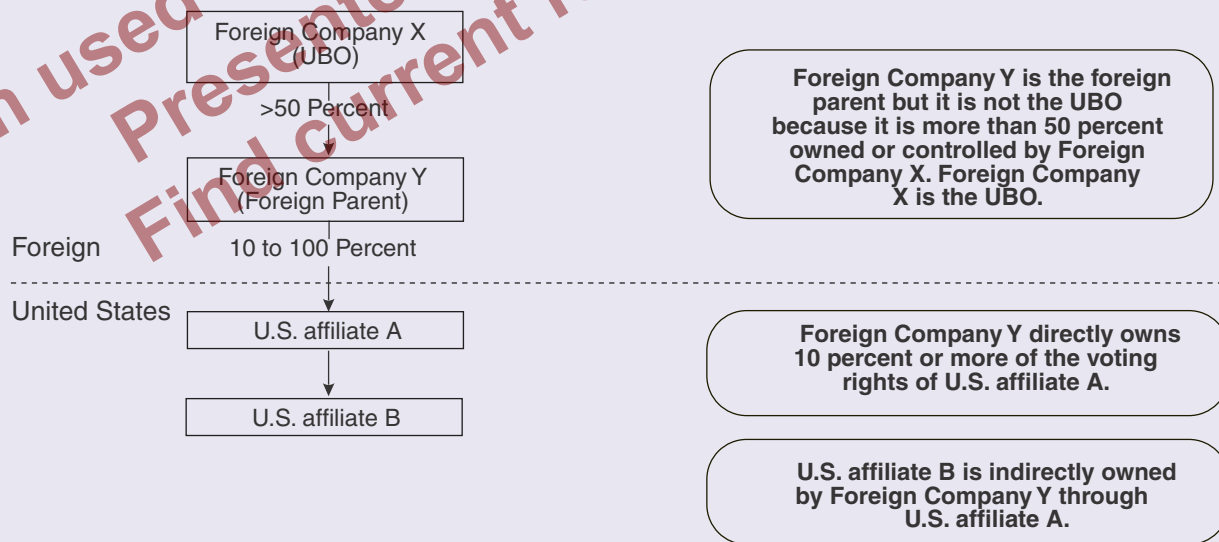 Foreign Company X
(UBO)
>50 Percent
Foreign Company Y
(Foreign Parent)
Foreign
10 to 100 Percent
United States
U.S. affiliate A
U.S. affiliate B
Foreign Company Y is the foreign
parent but it is not the UBO
because it is more than 50 percent
owned or controlled by Foreign
Company X. Foreign Company
X is the UBO.
Foreign Company Y directly owns
10 percent or more of the voting
rights of U.S. affiliate A.
U.S. affiliate B is indirectly owned
by Foreign Company Y through
U.S. affiliate A.
used
Find current